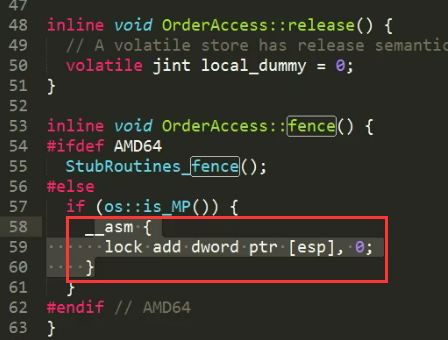 47
48 inline void OrderAccess::release() {
49   // A volatile store has release semantic
50   volatile jint local_dummy = 0;
51 }
52
53 inline void OrderAccess::fence() {
54 #ifdef AMD64
55   StubRoutines_fence();
56 #else
57   if (os::is_MP()) {
58     __asm {
59       lock add dword ptr [esp], 0;
60     }
61   }
62 #endif // AMD64
63 }